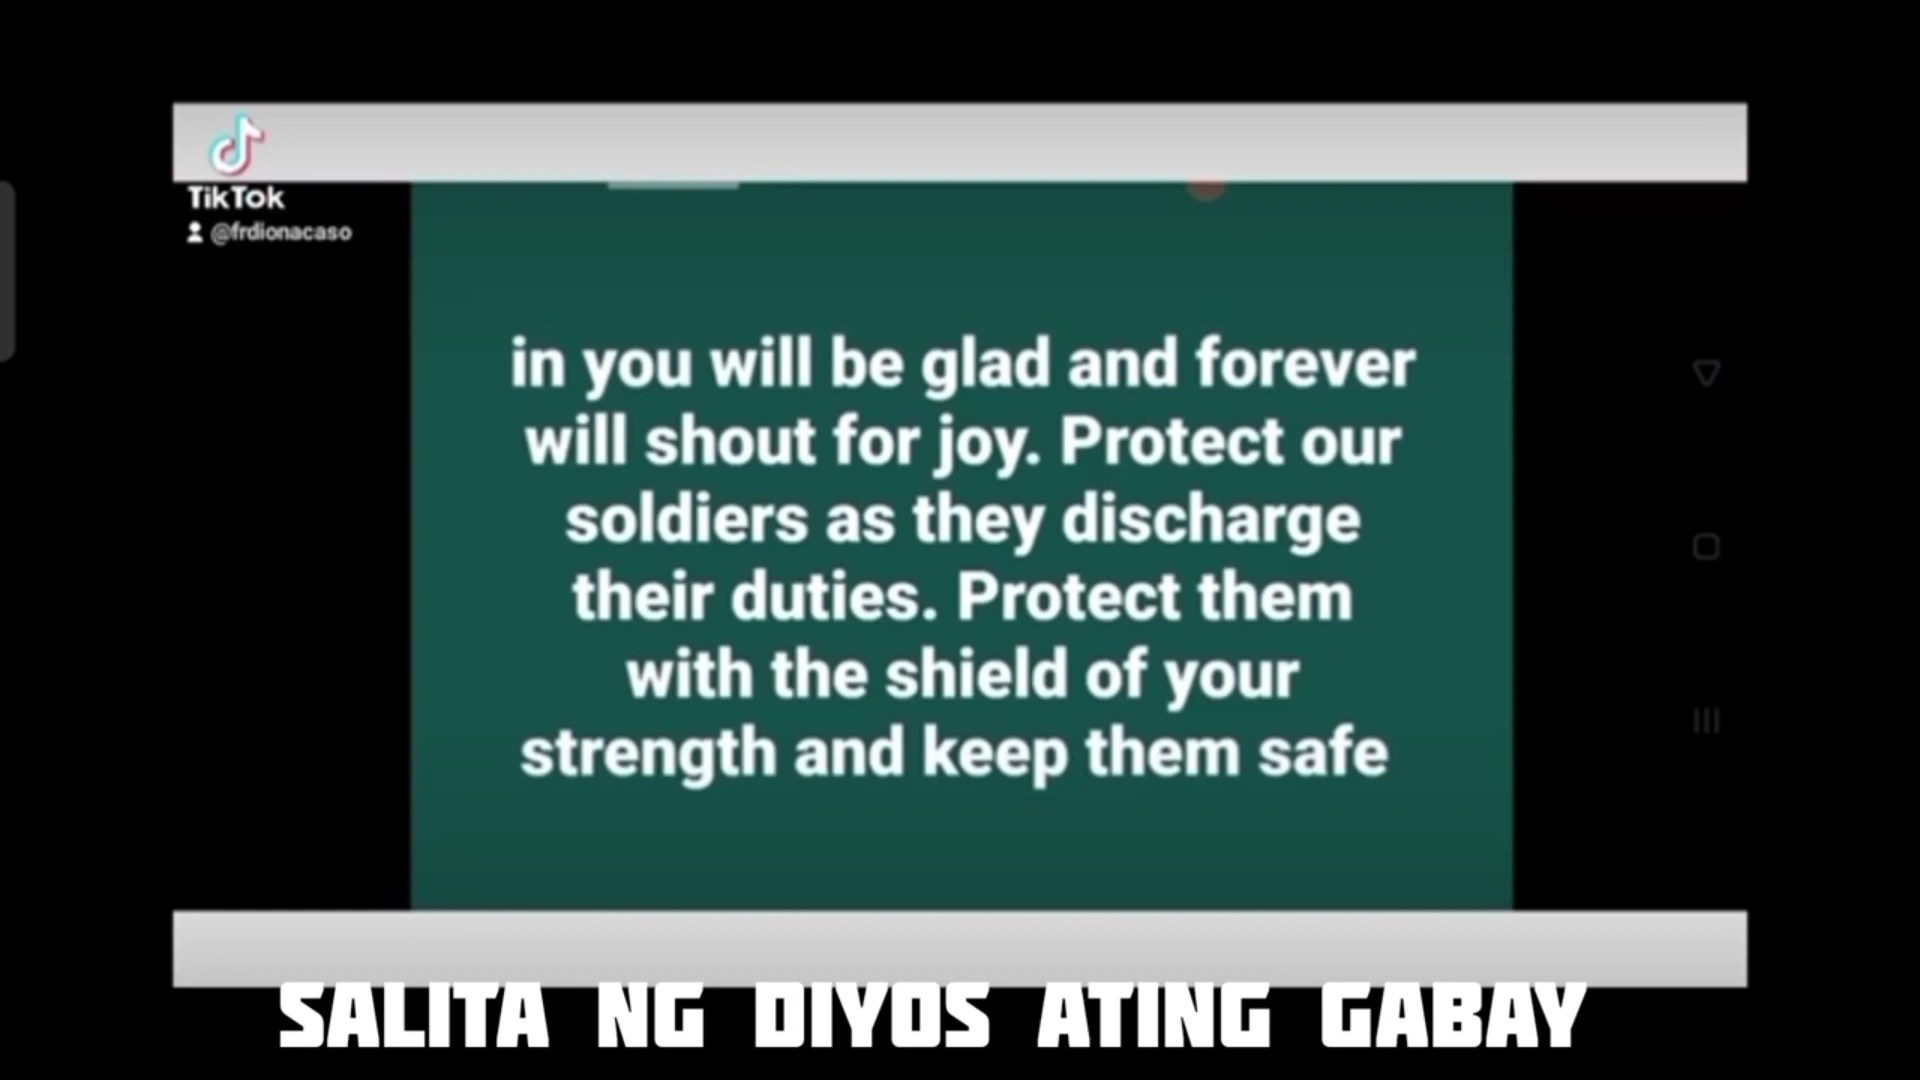 TikTok
@frdionacaso
in you will be glad and forever
will shout for joy. Protect our
soldiers as they discharge
their duties. Protect them
with the shield of your
strength and keep them safe
SALITA NG DIYOS ATING GABAY